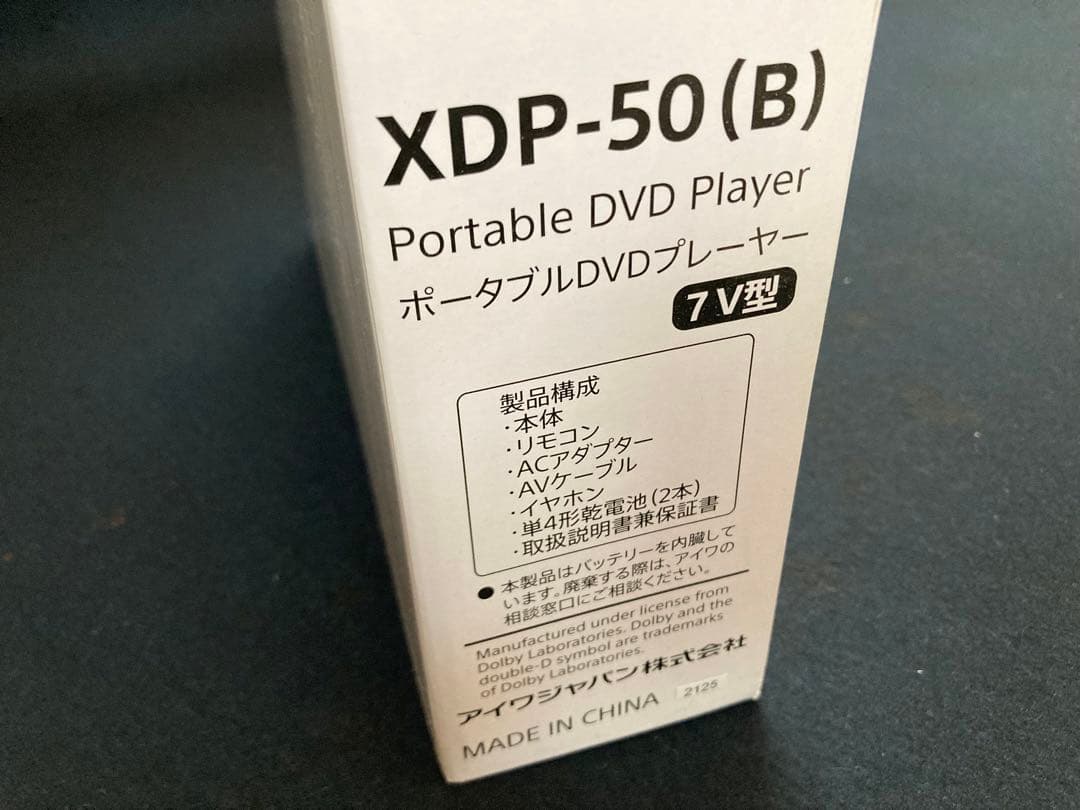 XDP-50(B)
Portable DVD Player
ポータブルDVDプレーヤー
7V型
製品構成
・本体
・リモコン
・ACアダプター
・AVケーブル
・イヤホン
・単4形乾電池(2本)
・取扱説明書兼保証書
●本製品はバッテリーを内臓して
います。廃棄する際は、アイワの
相談窓口にご相談ください。
Manufactured under license from
Dolby Laboratories. Dolby and the
double-D symbol are trademarks
of Dolby Laboratories.
アイワジャパン株式会社
MADE IN CHINA 2125